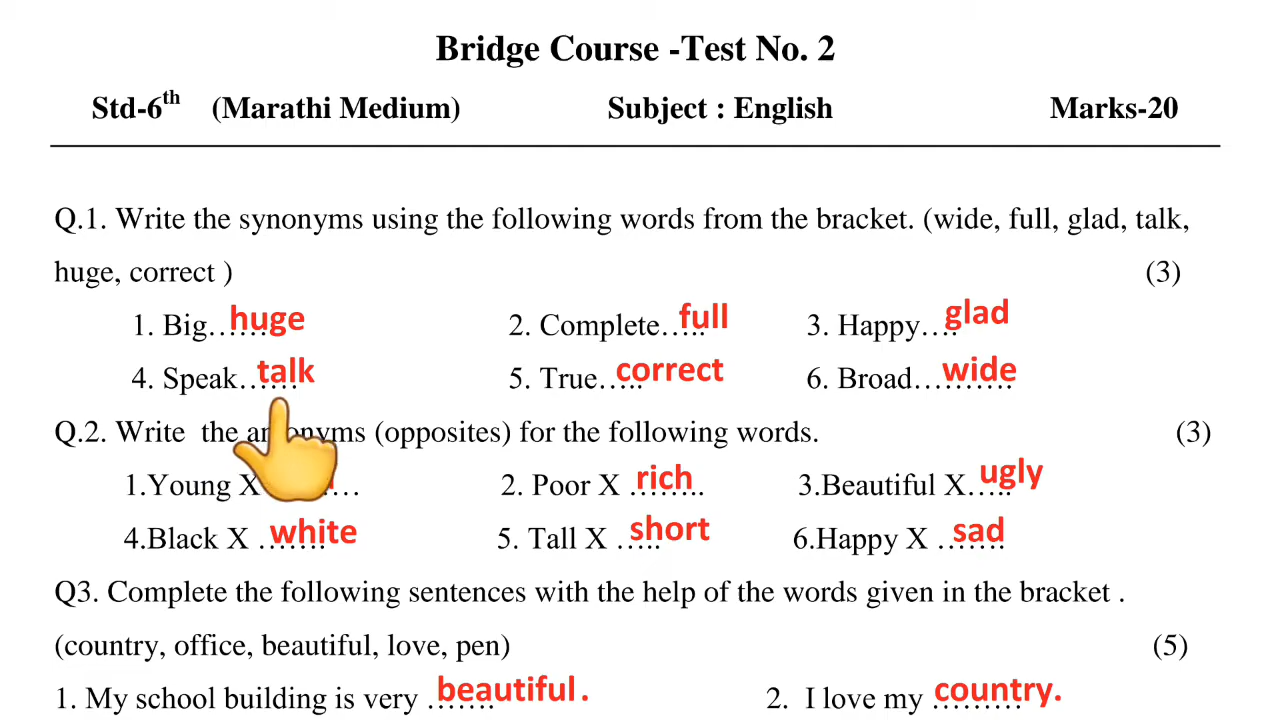 Bridge Course -Test No. 2
Std-6th (Marathi Medium) Subject : English Marks-20
Q.1. Write the synonyms using the following words from the bracket. (wide, full, glad, talk,
huge, correct ) (3)
1. Big…… huge 2. Complete….. full 3. Happy…. glad
4. Speak…… talk 5. True….. correct 6. Broad……… wide
Q.2. Write the (opposites) for the following words. (3)
1.Young X … 2. Poor X …….. rich 3.Beautiful X….. ugly
4.Black X ……. white 5. Tall X ….. short 6.Happy X ……. sad
Q3. Complete the following sentences with the help of the words given in the bracket .
(country, office, beautiful, love, pen) (5)
1. My school building is very ……. beautiful . 2. I love my ……… country.